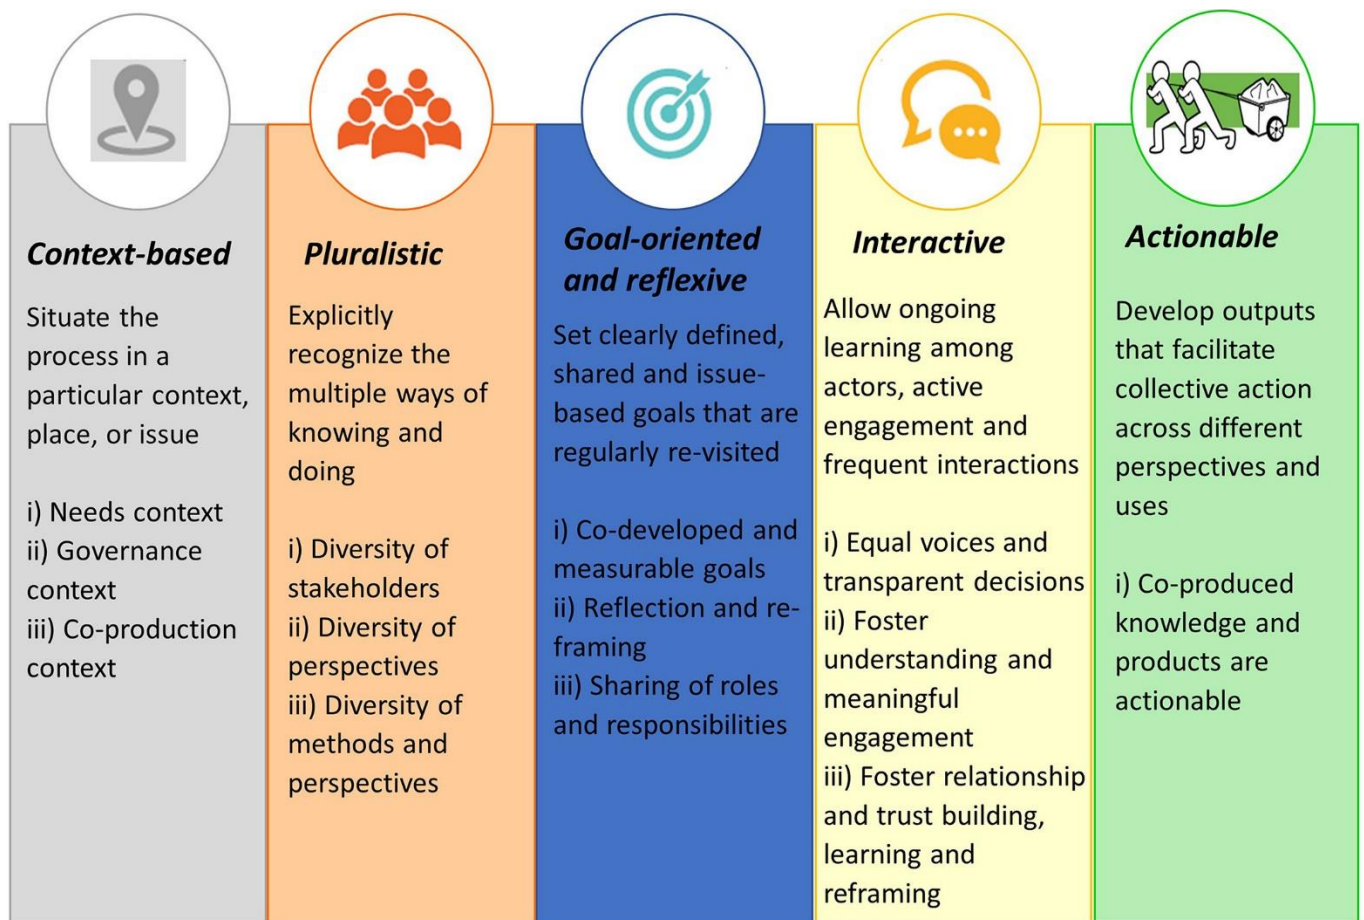 Context-based
Situate the
process in a
particular context,
place, or issue
i) Needs context
ii) Governance
context
iii) Co-production
context
Pluralistic
Explicitly
recognize the
multiple ways of
knowing and
doing
i) Diversity of
stakeholders
ii) Diversity of
perspectives
iii) Diversity of
methods and
perspectives
Goal-oriented
and reflexive
Set clearly defined,
shared and issue-
based goals that are
regularly re-visited
i) Co-developed and
measurable goals
ii) Reflection and re-
framing
iii) Sharing of roles
and responsibilities
Interactive
Allow ongoing
learning among
actors, active
engagement and
frequent interactions
i) Equal voices and
transparent decisions
ii) Foster
understanding and
meaningful
engagement
iii) Foster relationship
and trust building,
learning and
reframing
Actionable
Develop outputs
that facilitate
collective action
across different
perspectives and
uses
i) Co-produced
knowledge and
products are
actionable